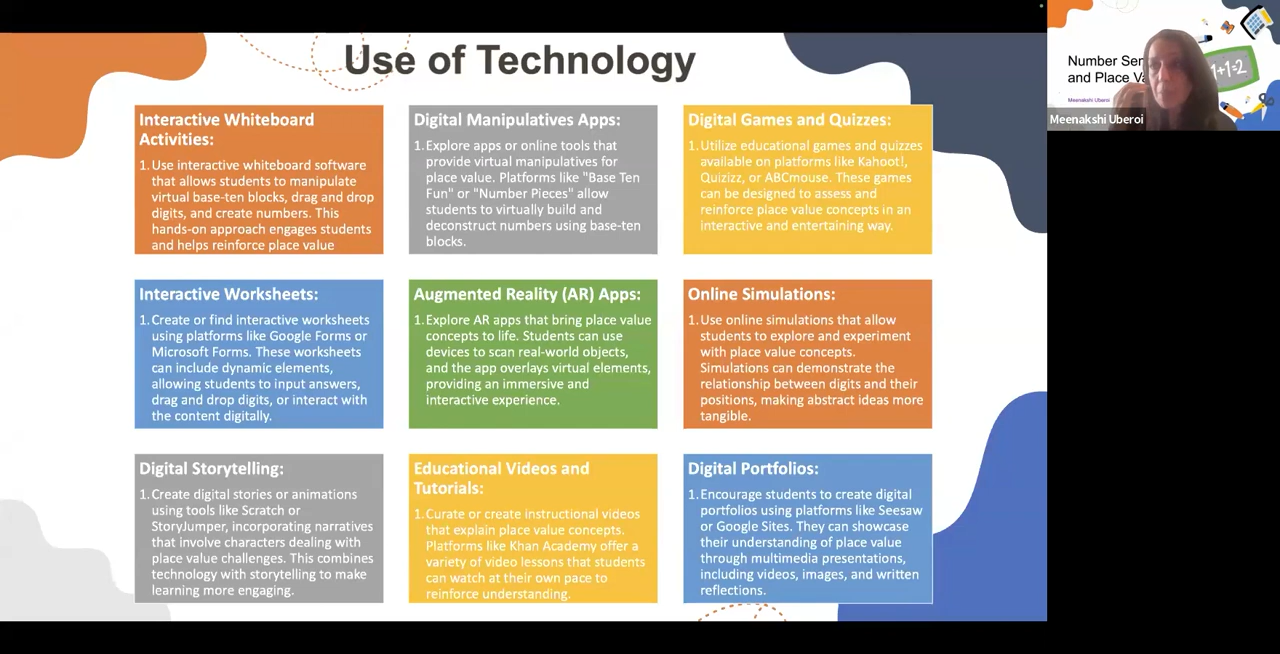 Use of Technology
Interactive Whiteboard
Activities:
1. Use interactive whiteboard software
that allows students to manipulate
virtual base-ten blocks, drag and drop
digits, and create numbers. This
hands-on approach engages students
and helps reinforce place value
Digital Manipulatives Apps:
1. Explore apps or online tools that
provide virtual manipulatives for
place value. Platforms like "Base Ten
Fun" or "Number Pieces" allow
students to virtually build and
deconstruct numbers using base-ten
blocks.
Digital Games and Quizzes:
1. Utilize educational games and quizzes
available on platforms like Kahoot!,
Quizizz, or ABCmouse. These games
can be designed to assess and
reinforce place value concepts in an
interactive and entertaining way.
Interactive Worksheets:
1. Create or find interactive worksheets
using platforms like Google Forms or
Microsoft Forms. These worksheets
can include dynamic elements,
allowing students to input answers,
drag and drop digits, or interact with
the content digitally.
Augmented Reality (AR) Apps:
1. Explore AR apps that bring place value
concepts to life. Students can use
devices to scan real-world objects,
and the app overlays virtual elements,
providing an immersive and
interactive experience.
Online Simulations:
1. Use online simulations that allow
students to explore and experiment
with place value concepts.
Simulations can demonstrate the
relationship between digits and their
positions, making abstract ideas more
tangible.
Digital Storytelling:
1. Create digital stories or animations
using tools like Scratch or
StoryJumper, incorporating narratives
that involve characters dealing with
place value challenges. This combines
technology with storytelling to make
learning more engaging.
Educational Videos and
Tutorials:
1. Curate or create instructional videos
that explain place value concepts.
Platforms like Khan Academy offer a
variety of video lessons that students
can watch at their own pace to
reinforce understanding.
Digital Portfolios:
1. Encourage students to create digital
portfolios using platforms like Seesaw
or Google Sites. They can showcase
their understanding of place value
through multimedia presentations,
including videos, images, and written
reflections.
Number Sen
and Place Va
1+1=2
Meenakshi Uberoi
Meenakshi Uberoi